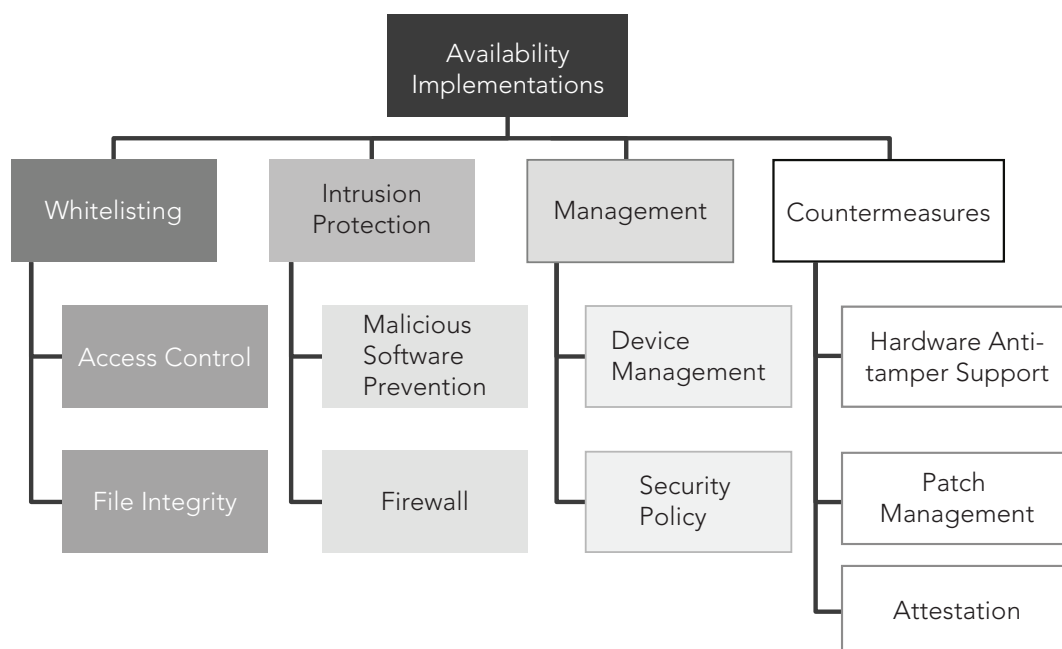 Availability
Implementations
Whitelisting
Intrusion
Protection
Management
Countermeasures
Access Control
Malicious
Software
Prevention
Device
Management
Hardware Anti-
tamper Support
File Integrity
Firewall
Security
Policy
Patch
Management
Attestation